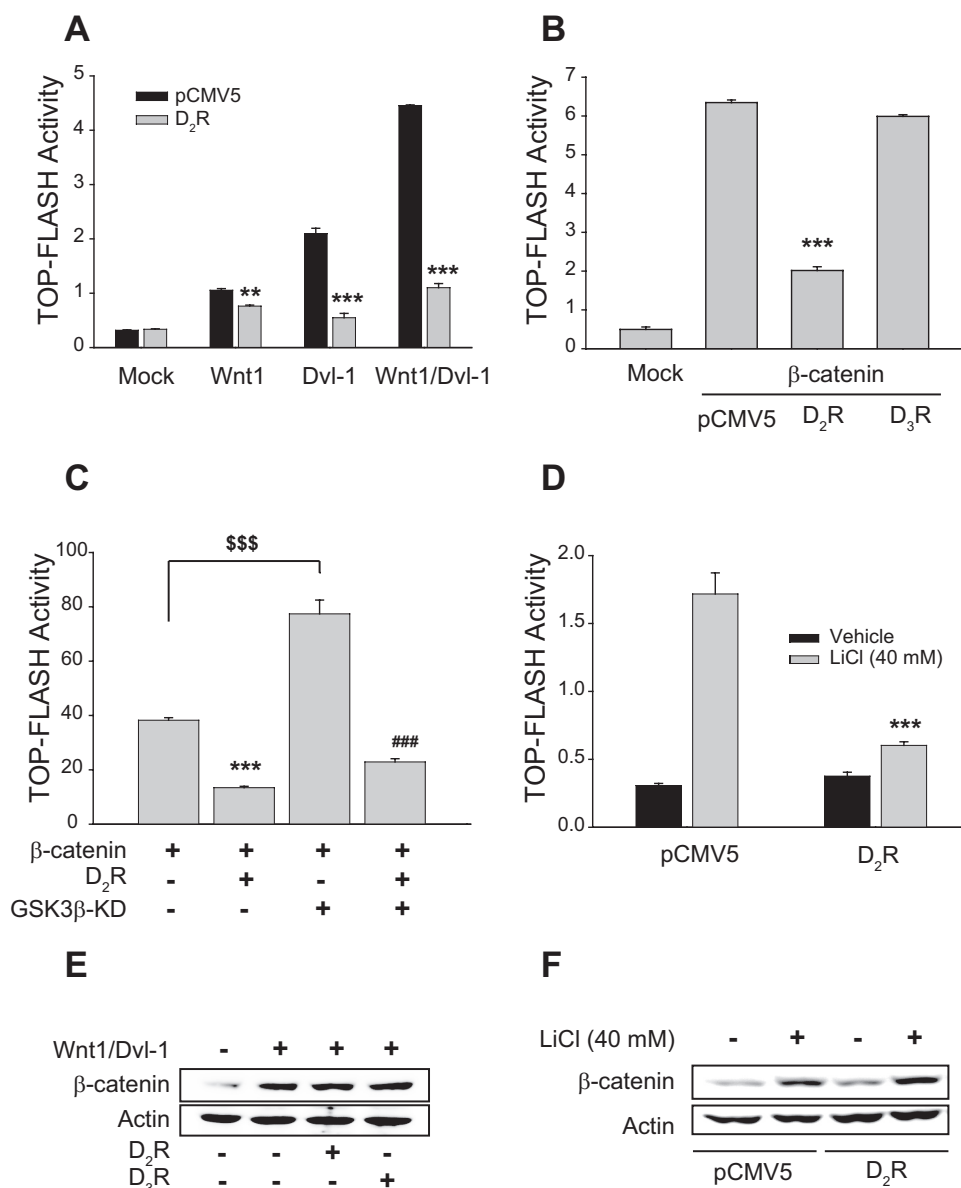 A
TOP-FLASH Activity
5
4
3
2
1
0
pCMV5
D₂R
**
***
***
Mock Wnt1 Dvl-1 Wnt1/Dvl-1
B
TOP-FLASH Activity
7
6
5
4
3
2
1
0
***
Mock β-catenin
pCMV5 D₂R D₃R
C
TOP-FLASH Activity
100
80
60
40
20
0
$$$
***
###
β-catenin + + + +
D₂R - + - +
GSK3β-KD - - + +
D
TOP-FLASH Activity
2.0
1.5
1.0
0.5
0.0
Vehicle
LiCl (40 mM)
***
pCMV5 D₂R
E
Wnt1/Dvl-1 - + + +
β-catenin
Actin
D₂R - - + -
D₃R - - - +
F
LiCl (40 mM) - + - +
β-catenin
Actin
pCMV5 D₂R